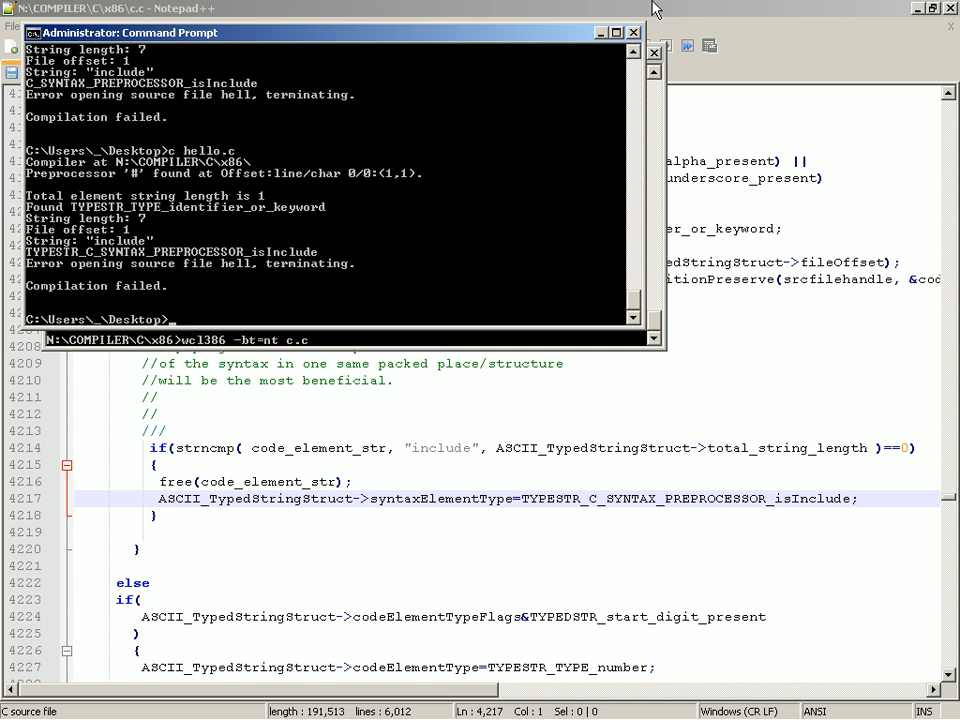 N:\COMPILER\C\x86\c.c - Notepad++
File
Administrator: Command Prompt
String length: 7
File offset: 1
String: "include"
C_SYNTAX_PREPROCESSOR_isInclude
Error opening source file hell, terminating.
Compilation failed.
C:\Users\_\Desktop>c hello.c
Compiler at N:\COMPILER\C\x86\
Preprocessor '#' found at Offset:line/char 0/0:(1,1).
Total element string length is 1
Found TYPESTR_TYPE_identifier_or_keyword
String length: 7
File offset: 1
String: "include"
TYPESTR_C_SYNTAX_PREPROCESSOR_isInclude
Error opening source file hell, terminating.
Compilation failed.
C:\Users\_\Desktop>_
N:\COMPILER\C\x86>wcl386 -bt=nt c.c
alpha_present) ||
underscore_present)
er_or_keyword;
edStringStruct->fileOffset);
itionPreserve(srcfilehandle, &cod
4208
4209 //of the syntax in one same packed place/structure
4210 //will be the most beneficial.
4211 //
4212 //
4213 ///
4214 if(strncmp( code_element_str, "include", ASCII_TypedStringStruct->total_string_length )==0)
4215 {
4216 free(code_element_str);
4217 ASCII_TypedStringStruct->syntaxElementType=TYPESTR_C_SYNTAX_PREPROCESSOR_isInclude;
4218 }
4219
4220 }
4221
4222 else
4223 if(
4224 ASCII_TypedStringStruct->codeElementTypeFlags&TYPEDSTR_start_digit_present
4225 )
4226 {
4227 ASCII_TypedStringStruct->codeElementType=TYPESTR_TYPE_number;
C source file
length : 191,513 lines : 6,012
Ln : 4,217 Col : 1 Sel : 0 | 0
Windows (CR LF)
ANSI
INS